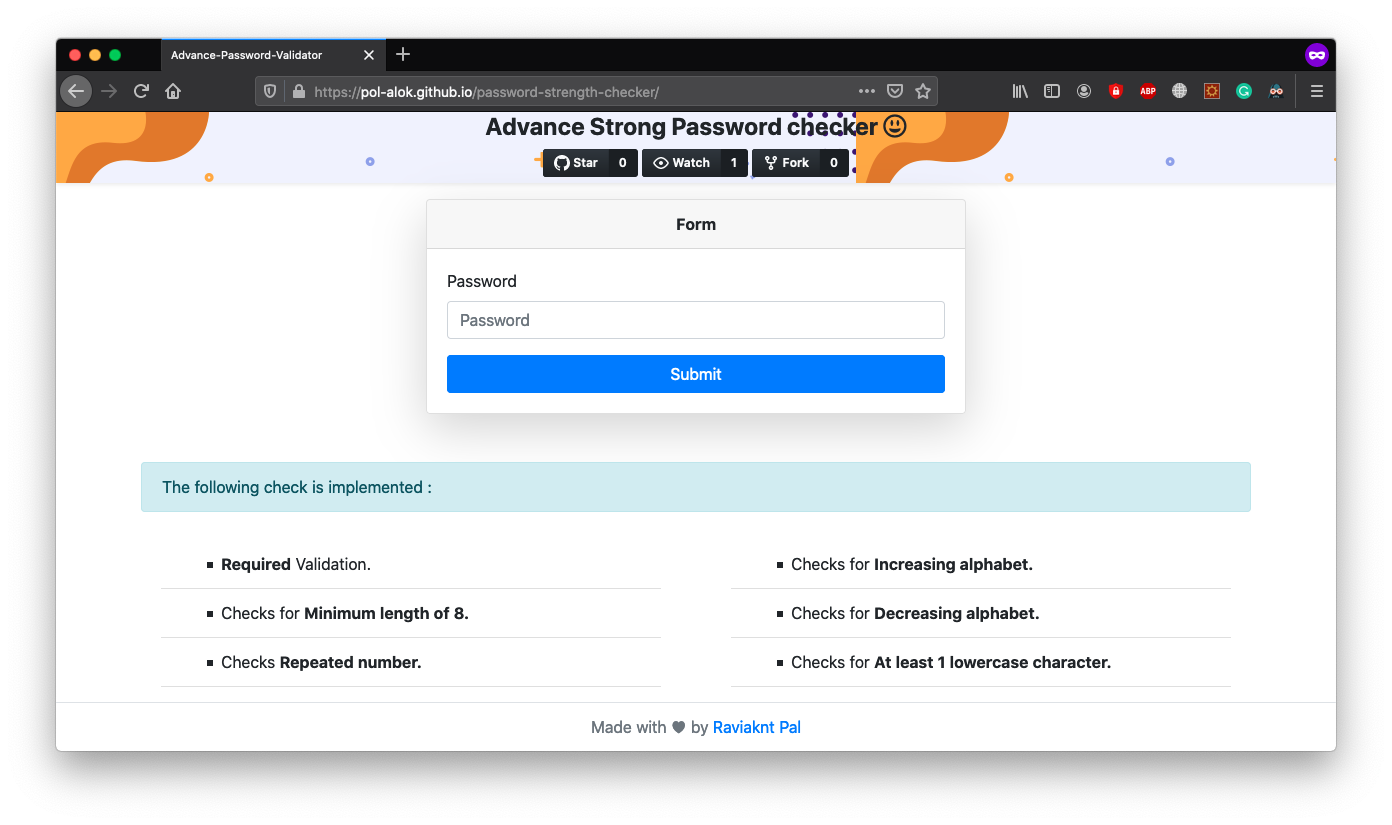 Advance-Password-Validator
https://pol-alok.github.io/password-strength-checker/
ABP
Advance Strong Password checker
Star 0 Watch 1 Fork 0
Form
Password
Password
Submit
The following check is implemented :
Required Validation.
Checks for Minimum length of 8.
Checks Repeated number.
Checks for Increasing alphabet.
Checks for Decreasing alphabet.
Checks for At least 1 lowercase character.
Made with ♥ by Raviaknt Pal